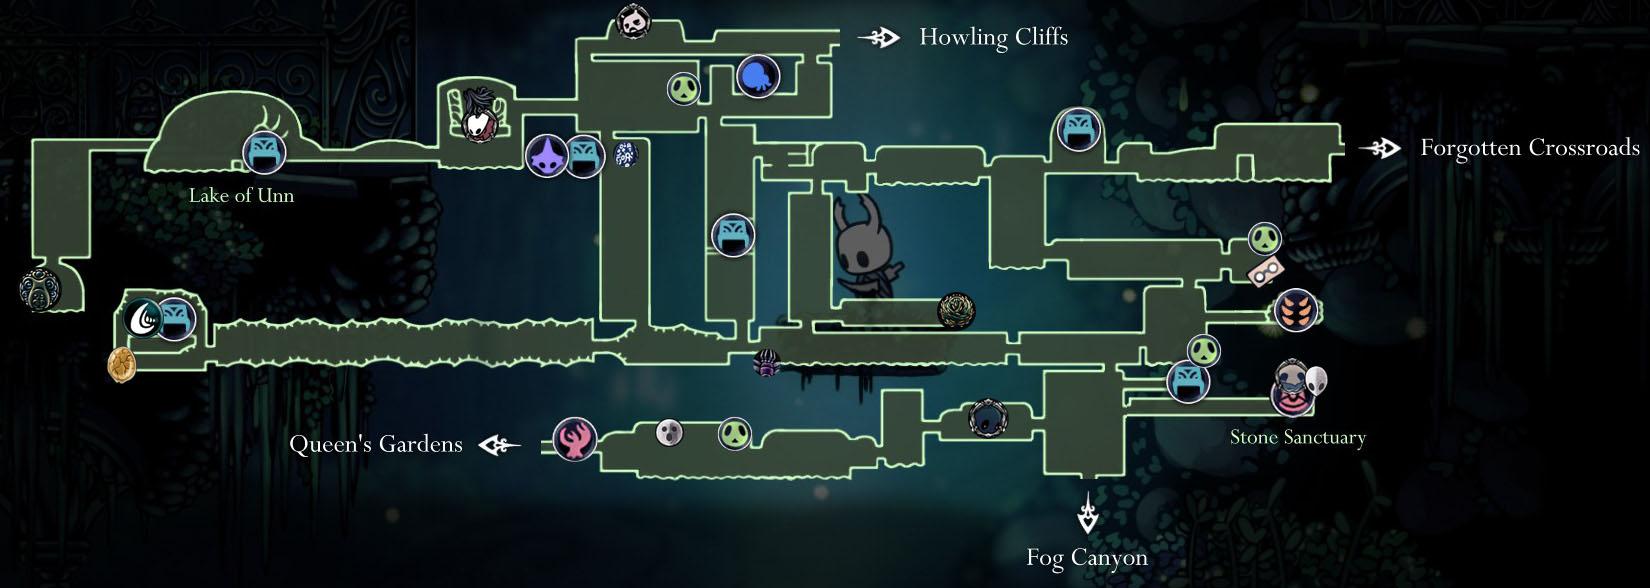 Howling Cliffs
Forgotten Crossroads
Lake of Unn
Queen's Gardens
Stone Sanctuary
Fog Canyon